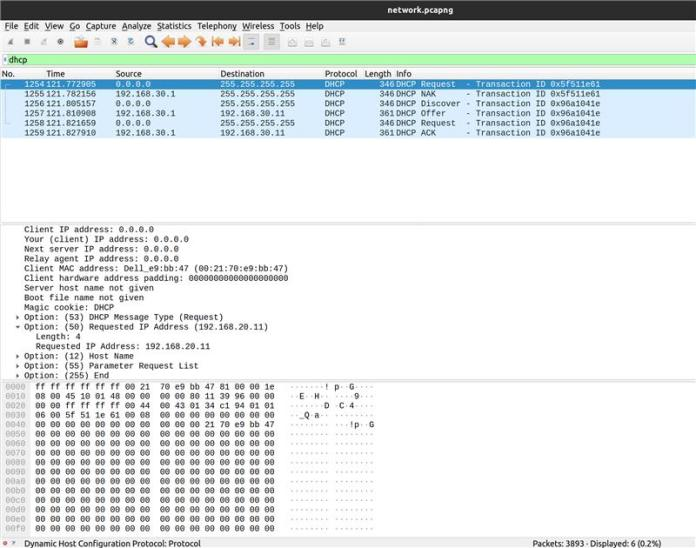 network.pcapng
File Edit View Go Capture Analyze Statistics Telephony Wireless Tools Help
dhcp
No. Time Source Destination Protocol Length Info
1254 121.772905 0.0.0.0 255.255.255.255 DHCP 346 DHCP Request - Transaction ID 0x5f511e61
1255 121.782156 192.168.30.1 255.255.255.255 DHCP 346 DHCP NAK - Transaction ID 0x5f511e61
1256 121.805157 0.0.0.0 255.255.255.255 DHCP 346 DHCP Discover - Transaction ID 0x96a1041e
1257 121.810908 192.168.30.1 192.168.30.11 DHCP 361 DHCP Offer - Transaction ID 0x96a1041e
1258 121.821659 0.0.0.0 255.255.255.255 DHCP 346 DHCP Request - Transaction ID 0x96a1041e
1259 121.827910 192.168.30.1 192.168.30.11 DHCP 361 DHCP ACK - Transaction ID 0x96a1041e
Client IP address: 0.0.0.0
Your (client) IP address: 0.0.0.0
Next server IP address: 0.0.0.0
Relay agent IP address: 0.0.0.0
Client MAC address: Dell_e9:bb:47 (00:21:70:e9:bb:47)
Client hardware address padding: 00000000000000000000
Server host name not given
Boot file name not given
Magic cookie: DHCP
Option: (53) DHCP Message Type (Request)
Option: (50) Requested IP Address (192.168.20.11)
Length: 4
Requested IP Address: 192.168.20.11
Option: (12) Host Name
Option: (55) Parameter Request List
Option: (255) End
0000 ff ff ff ff ff ff 00 21 70 e9 bb 47 81 00 00 1e ·······! p··G····
0010 08 00 45 10 01 48 00 00 00 00 80 11 39 96 00 00 ··E··H·· ····9···
0020 00 00 ff ff ff ff 00 44 00 43 01 34 c1 94 01 01 ·······D ·C·4····
0030 06 00 5f 51 1e 61 00 08 00 00 00 00 00 00 00 00 ··_Q·a·· ········
0040 00 00 00 00 00 00 00 21 70 e9 bb 47 ·······! p··G
0050 00 00 00 00 00 00 00 00 00 00 00 00 00 00 00 00 ········ ········
0060 00 00 00 00 00 00 00 00 00 00 00 00 00 00 00 00 ········ ········
0070 00 00 00 00 00 00 00 00 00 00 00 00 00 00 00 00 ········ ········
0080 00 00 00 00 00 00 00 00 00 00 00 00 00 00 00 00 ········ ········
0090 00 00 00 00 00 00 00 00 00 00 00 00 00 00 00 00 ········ ········
00a0 00 00 00 00 00 00 00 00 00 00 00 00 00 00 00 00 ········ ········
00b0 00 00 00 00 00 00 00 00 00 00 00 00 00 00 00 00 ········ ········
00c0 00 00 00 00 00 00 00 00 00 00 00 00 00 00 00 00 ········ ········
00d0 00 00 00 00 00 00 00 00 00 00 00 00 00 00 00 00 ········ ········
00e0 00 00 00 00 00 00 00 00 00 00 00 00 00 00 00 00 ········ ········
00f0 00 00 00 00 00 00 00 00 00 00 00 00 00 00 00 00 ········ ········
Dynamic Host Configuration Protocol: Protocol
Packets: 3893 · Displayed: 6 (0.2%)